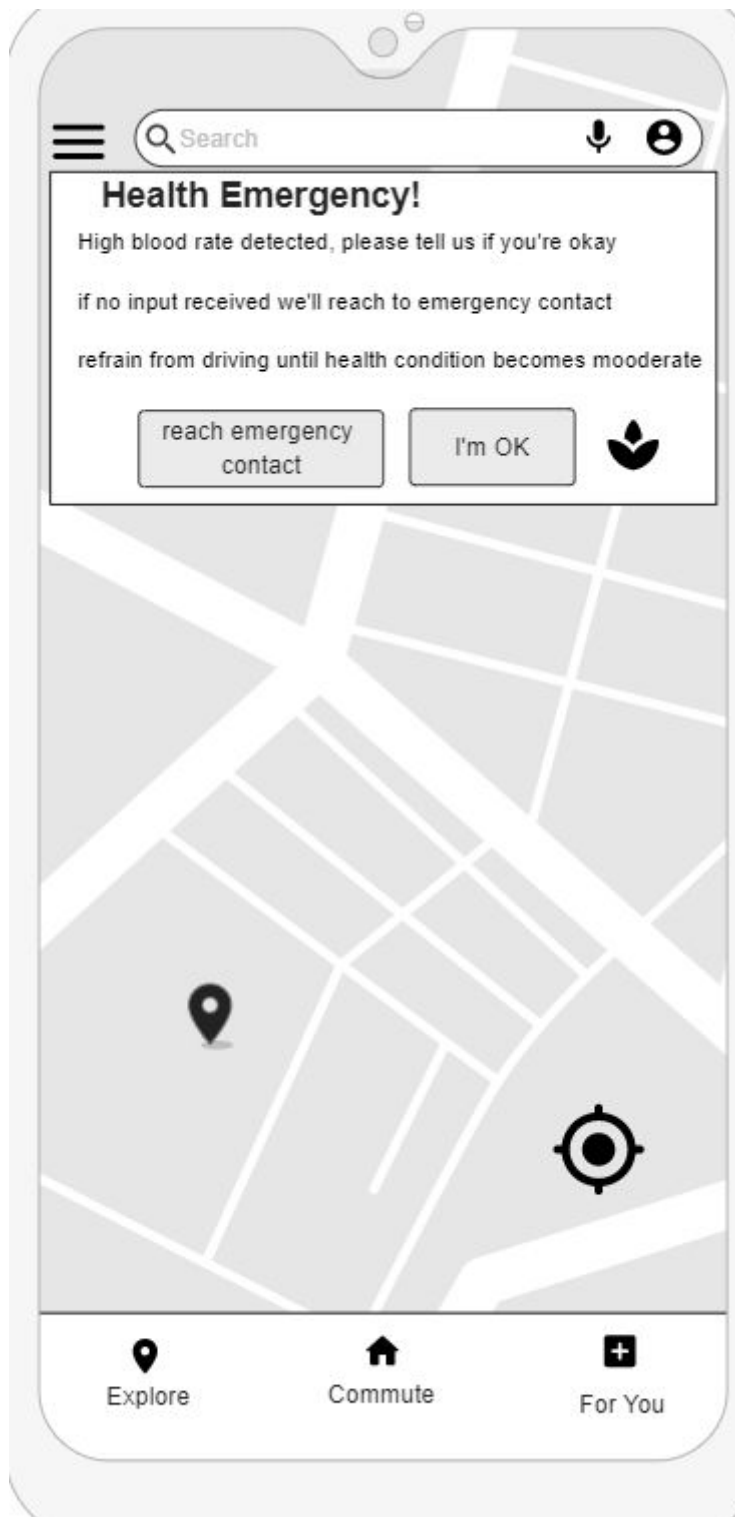 Search
Health Emergency!
High blood rate detected, please tell us if you're okay
if no input received we'll reach to emergency contact
refrain from driving until health condition becomes mooderate
reach emergency
contact
I'm OK
Explore
Commute
For You